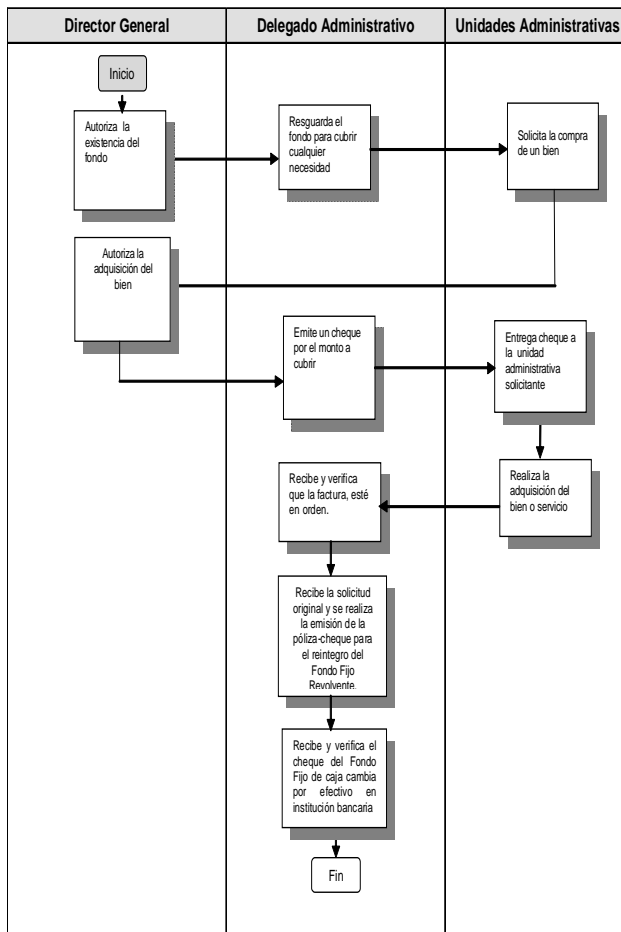 Director General
Delegado Administrativo
Unidades Administrativas
Inicio
Autoriza la
existencia del
fondo
Resguarda el
fondo para cubrir
cualquier
necesidad
Solicita la compra
de un bien
Autoriza la
adquisición del
bien
Emite un cheque
por el monto a
cubrir
Entrega cheque a
la unidad
administrativa
solicitante
Realiza la
adquisición del
bien o servicio
Recibe y verifica
que la factura, esté
en orden.
Recibe la solicitud
original y se realiza
la emisión de la
póliza-cheque para
el reintegro del
Fondo Fijo
Revolvente.
Recibe y verifica el
cheque del Fondo
Fijo de caja cambia
por efectivo en
institución bancaria
Fin